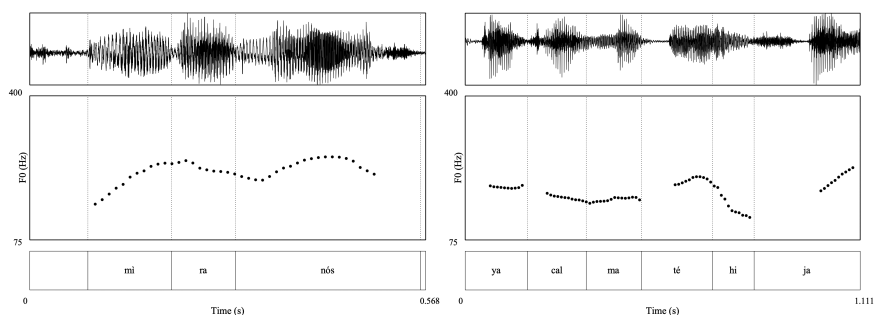 400
F0 (Hz)
75
mì ra nós
0 0.568
Time (s)
400
F0 (Hz)
75
ya cal ma té hi ja
0 1.111
Time (s)